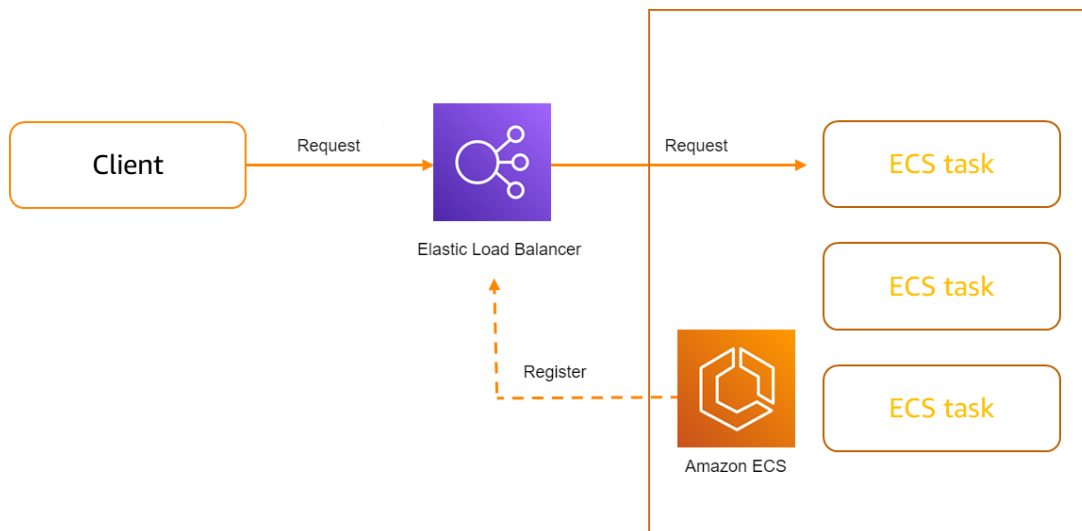 Client
Request
Elastic Load Balancer
Request
ECS task
ECS task
ECS task
Register
Amazon ECS